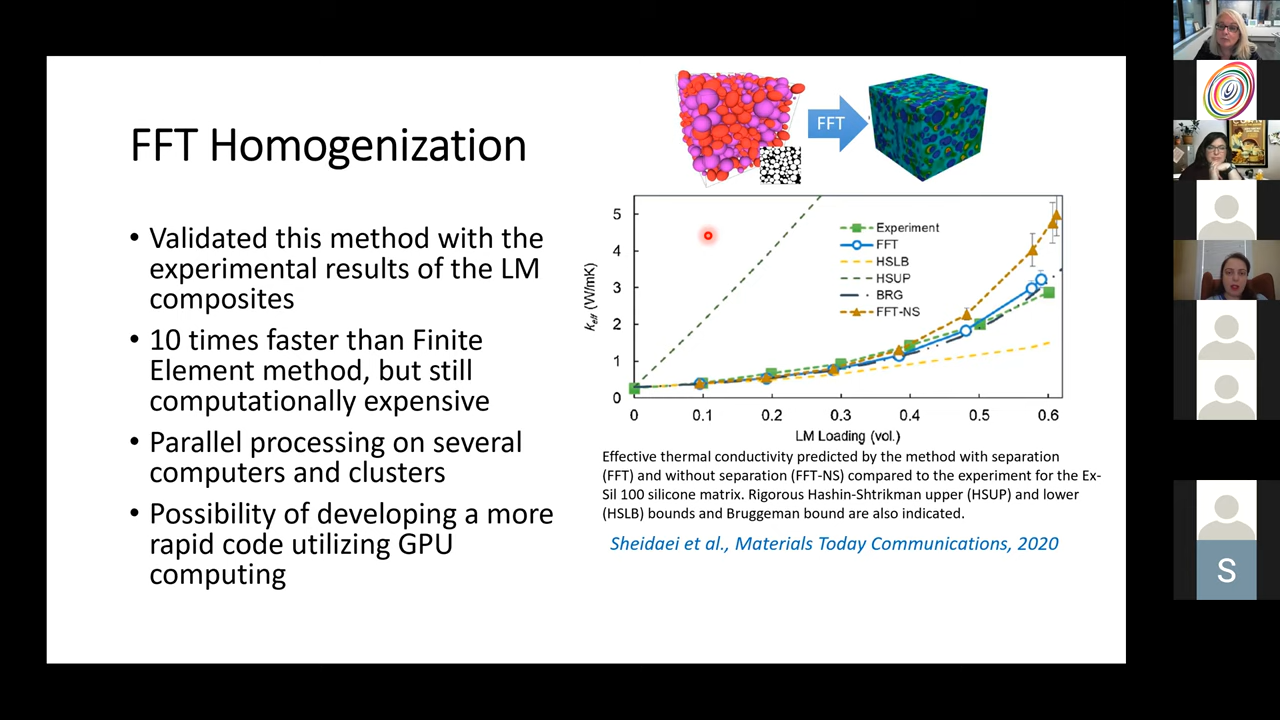 FFT Homogenization
• Validated this method with the
experimental results of the LM
composites
• 10 times faster than Finite
Element method, but still
computationally expensive
• Parallel processing on several
computers and clusters
• Possibility of developing a more
rapid code utilizing GPU
computing
FFT
5
4
3
2
1
0
k_eff (W/mK)
Experiment
FFT
HSLB
HSUP
BRG
FFT-NS
0 0.1 0.2 0.3 0.4 0.5 0.6
LM Loading (vol.)
Effective thermal conductivity predicted by the method with separation
(FFT) and without separation (FFT-NS) compared to the experiment for the Ex-
Sil 100 silicone matrix. Rigorous Hashin-Shtrikman upper (HSUP) and lower
(HSLB) bounds and Bruggeman bound are also indicated.
Sheidaei et al., Materials Today Communications, 2020
S